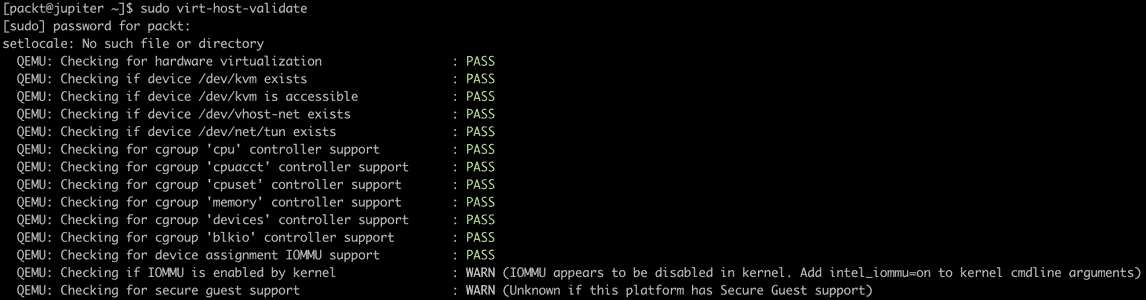 [packt@jupiter ~]$ sudo virt-host-validate
[sudo] password for packt:
setlocale: No such file or directory
  QEMU: Checking for hardware virtualization                  : PASS
  QEMU: Checking if device /dev/kvm exists                    : PASS
  QEMU: Checking if device /dev/kvm is accessible             : PASS
  QEMU: Checking if device /dev/vhost-net exists              : PASS
  QEMU: Checking if device /dev/net/tun exists                : PASS
  QEMU: Checking for cgroup 'cpu' controller support          : PASS
  QEMU: Checking for cgroup 'cpuacct' controller support      : PASS
  QEMU: Checking for cgroup 'cpuset' controller support       : PASS
  QEMU: Checking for cgroup 'memory' controller support       : PASS
  QEMU: Checking for cgroup 'devices' controller support      : PASS
  QEMU: Checking for cgroup 'blkio' controller support        : PASS
  QEMU: Checking for device assignment IOMMU support          : PASS
  QEMU: Checking if IOMMU is enabled by kernel                : WARN (IOMMU appears to be disabled in kernel. Add intel_iommu=on to kernel cmdline arguments)
  QEMU: Checking for secure guest support                     : WARN (Unknown if this platform has Secure Guest support)